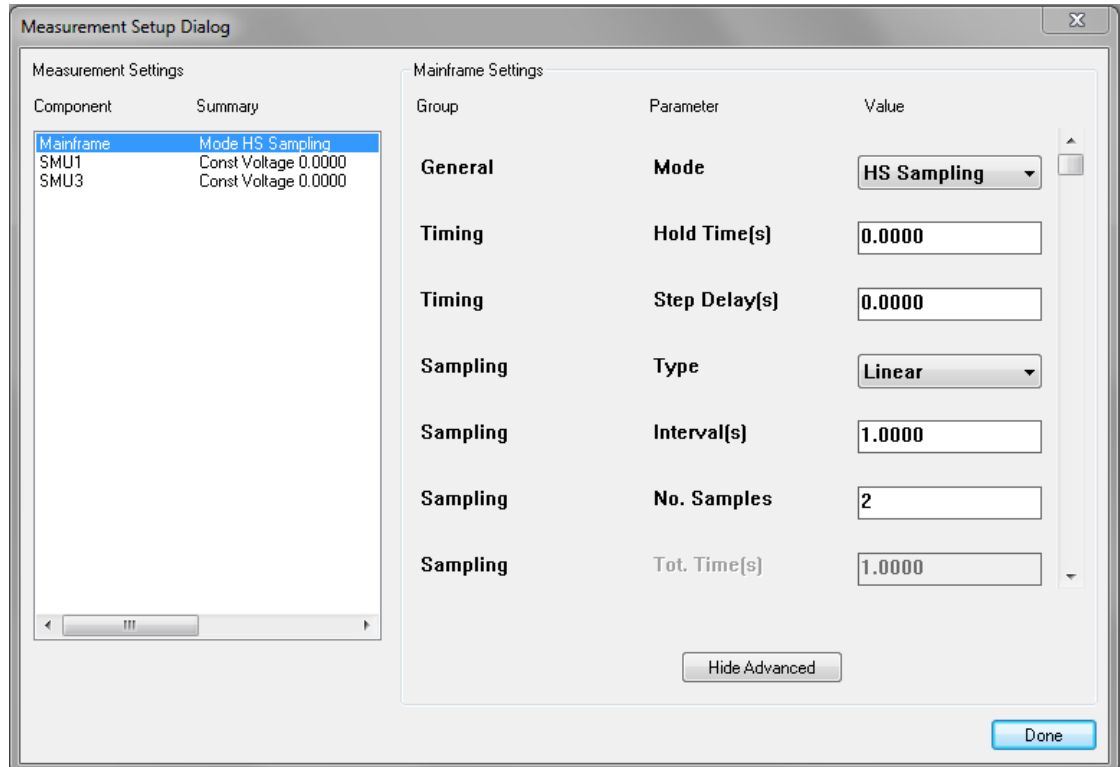 Measurement Setup Dialog
Measurement Settings
Component Summary
Mainframe Mode HS Sampling
SMU1 Const Voltage 0.0000
SMU3 Const Voltage 0.0000
Mainframe Settings
Group Parameter Value
General Mode HS Sampling
Timing Hold Time(s) 0.0000
Timing Step Delay(s) 0.0000
Sampling Type Linear
Sampling Interval(s) 1.0000
Sampling No. Samples 2
Sampling Tot. Time(s) 1.0000
Hide Advanced
Done